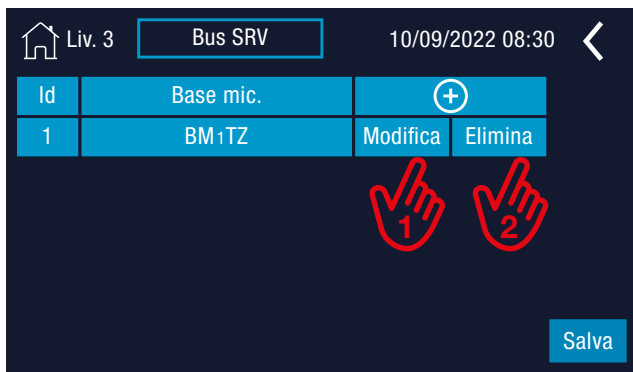 Liv. 3 Bus SRV 10/09/2022 08:30
Id Base mic. +
1 BM1TZ Modifica Elimina
1 2
Salva